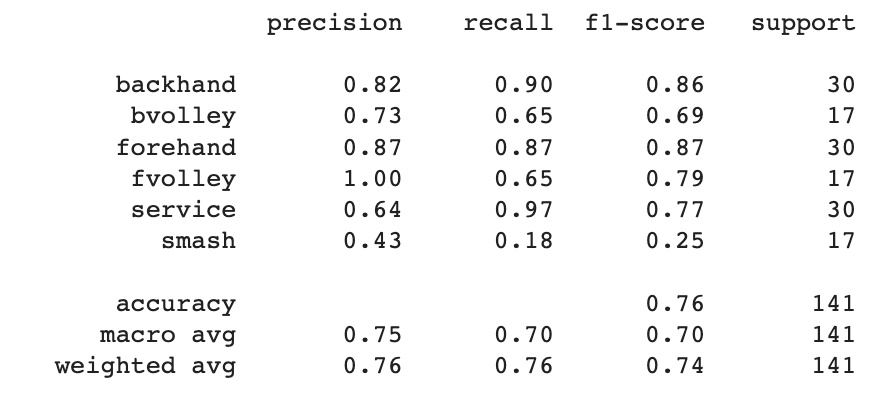 precision recall f1-score support
backhand 0.82 0.90 0.86 30
bvolley 0.73 0.65 0.69 17
forehand 0.87 0.87 0.87 30
fvolley 1.00 0.65 0.79 17
service 0.64 0.97 0.77 30
smash 0.43 0.18 0.25 17
accuracy 0.76 141
macro avg 0.75 0.70 0.70 141
weighted avg 0.76 0.76 0.74 141